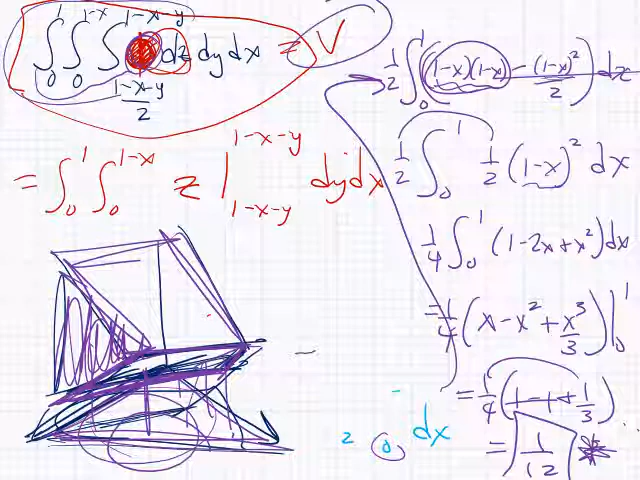 ∫₀¹ ∫₀^(1-x) ∫_((1-x-y)/2)^(1-x-y) dz dy dx = V
= ∫₀¹ ∫₀^(1-x) z |_(1-x-y)^(1-x-y) dy dx
1/2 ∫₀¹ ((1-x)(1-x) - (1-x)²/2) dx
1/2 ∫₀¹ 1/2 (1-x)² dx
1/4 ∫₀¹ (1-2x+x²) dx
= 1/4 (x - x² + x³/3) |₀¹
= 1/4 (1-1+1/3)
= 1/12 *
2 0 dx